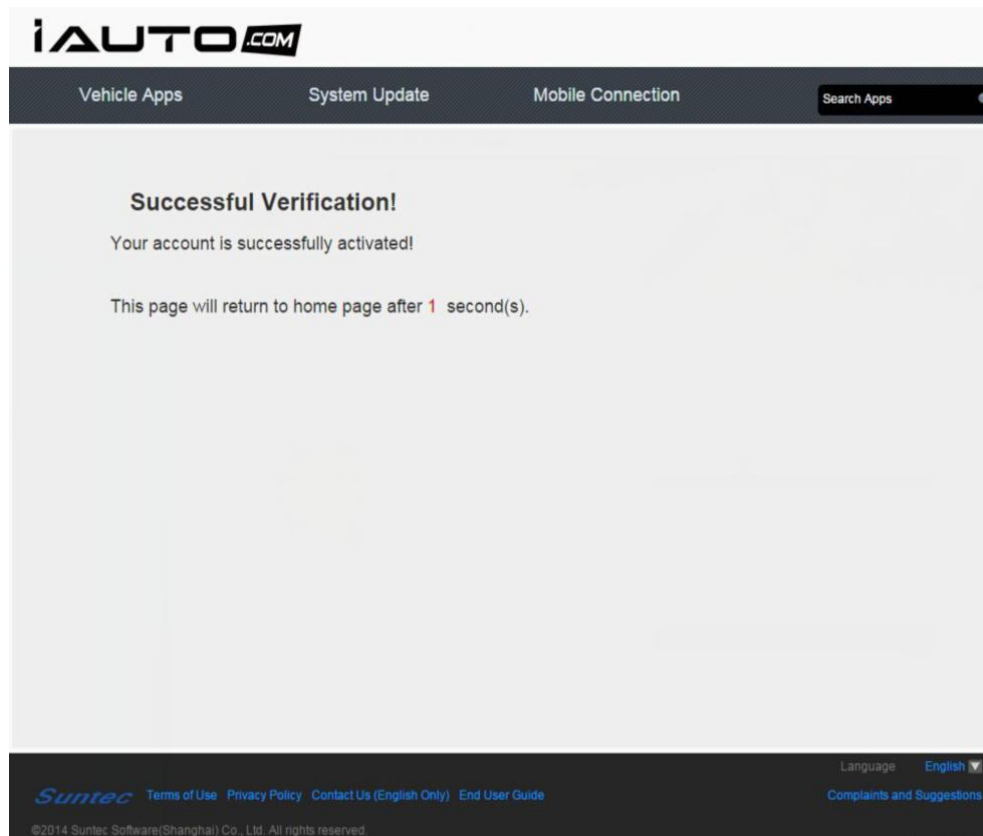 iAUTO.COM
Vehicle Apps System Update Mobile Connection Search Apps
Successful Verification!
Your account is successfully activated!
This page will return to home page after 1 second(s).
Language English
Suntec Terms of Use Privacy Policy Contact Us (English Only) End User Guide Complaints and Suggestions
©2014 Suntec Software(Shanghai) Co., Ltd. All rights reserved.